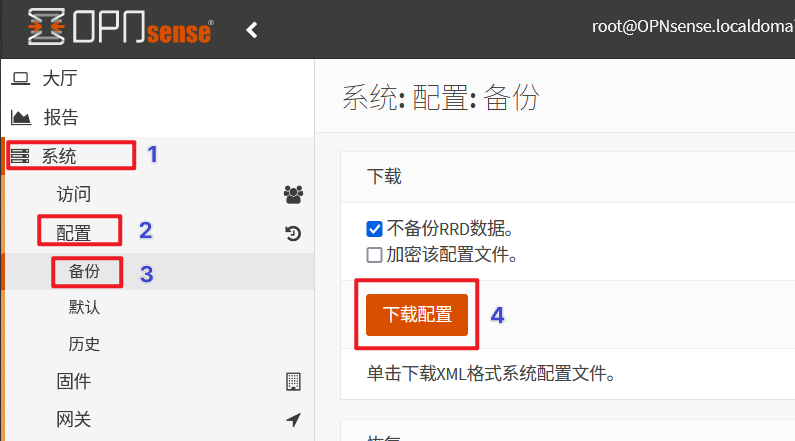 OPNsense®
root@OPNsense.localdoma
大厅
报告
系统 1
访问
配置 2
备份 3
默认
历史
固件
网关
系统: 配置: 备份
下载
不备份RRD数据。
加密该配置文件。
下载配置 4
单击下载XML格式系统配置文件。